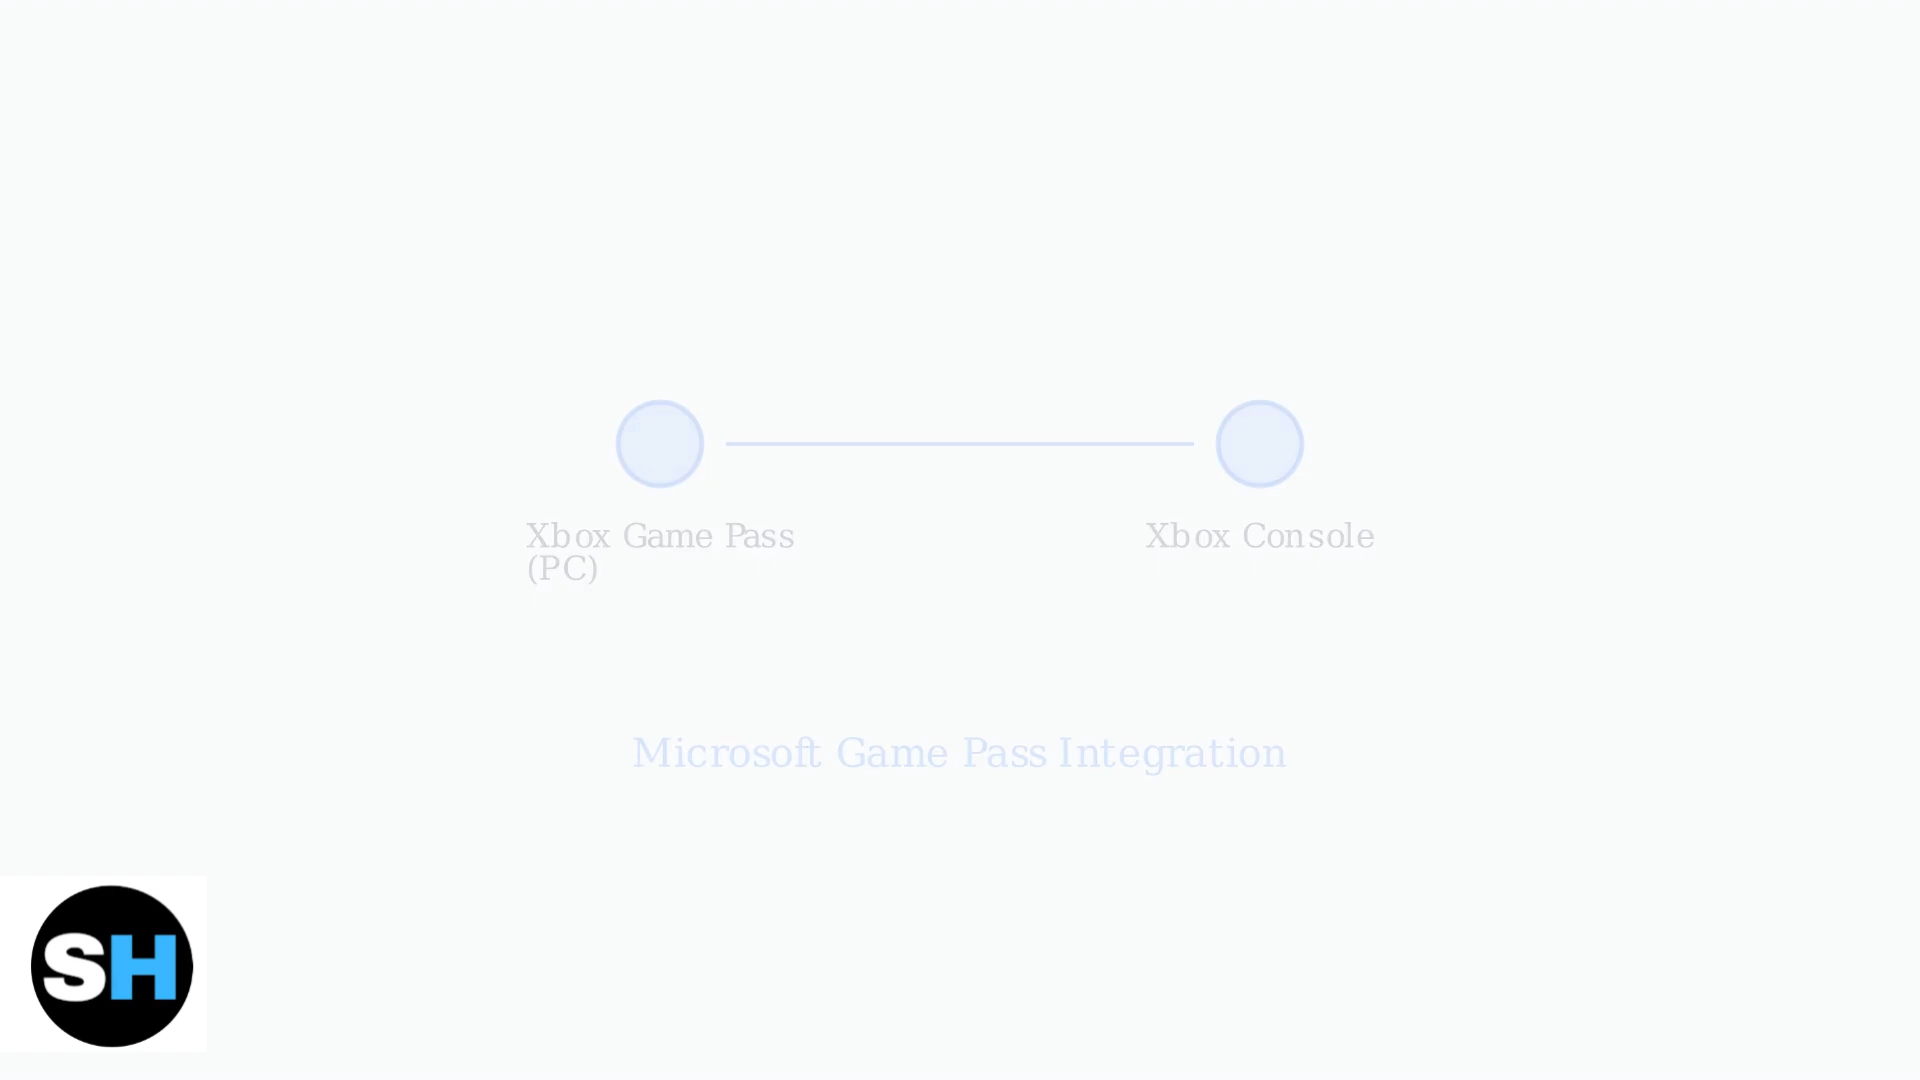 Xbox Game Pass
(PC)
Xbox Console
Microsoft Game Pass Integration
SH